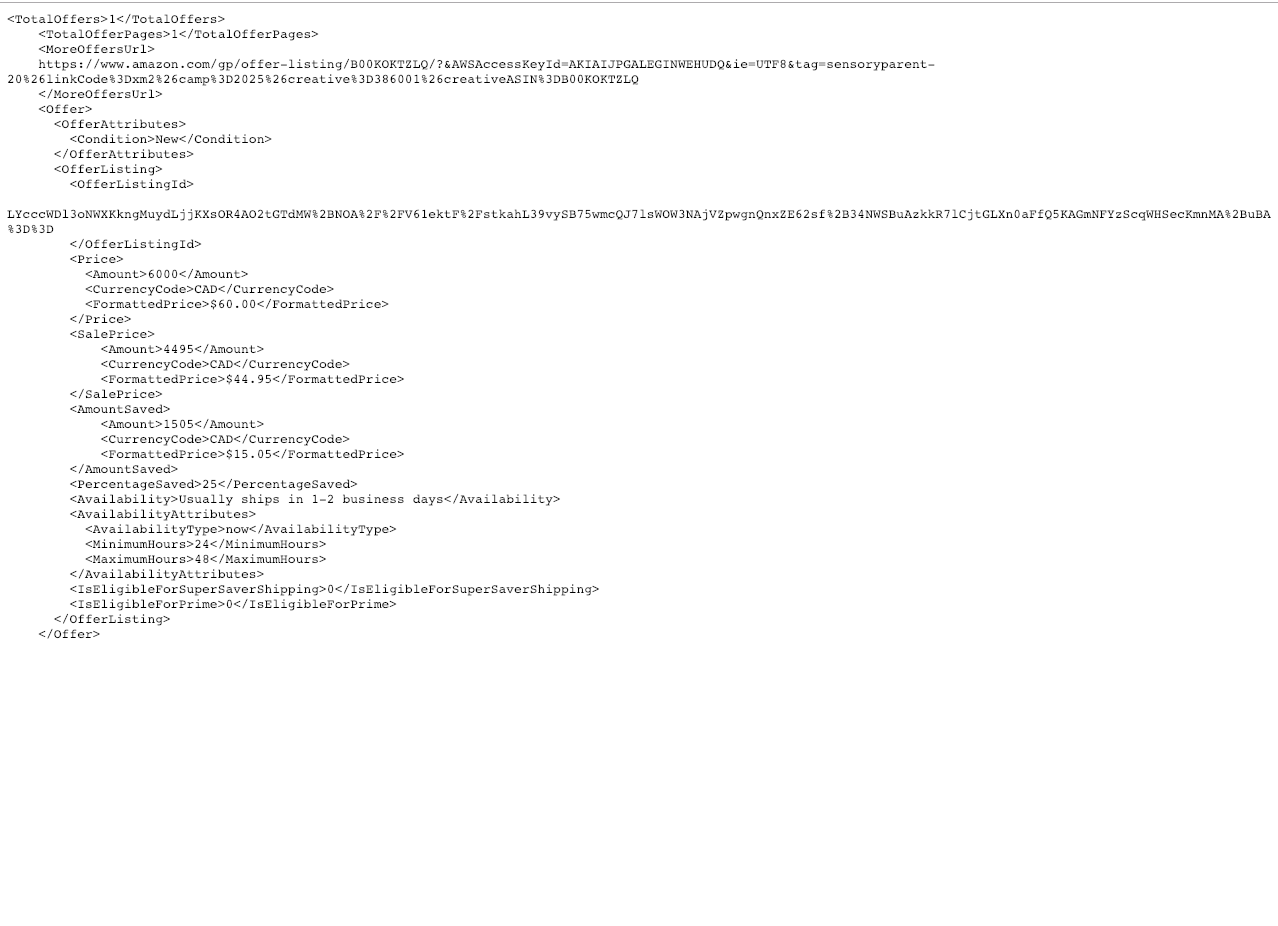 <TotalOffers>1</TotalOffers>
<TotalOfferPages>1</TotalOfferPages>
<MoreOffersUrl>
https://www.amazon.com/gp/offer-listing/B00KOKTZLQ/?&AWSAccessKeyId=AKIAIJPGALEGINWEHUDQ&ie=UTF8&tag=sensoryparent-
20%26linkCode%3Dxm2%26camp%3D2025%26creative%3D386001%26creativeASIN%3DB00KOKTZLQ
</MoreOffersUrl>
<Offer>
<OfferAttributes>
<Condition>New</Condition>
</OfferAttributes>
<OfferListing>
<OfferListingId>
LYcccWDl3oNWXKkngMuydLjjKXsOR4AO2tGTdMW%2BNOA%2F%2FV61ektF%2FstkahL39vySB75wmcQJ7lsWOW3NAjVZpwgnQnxZE62sf%2B34NWSBuAzkkR7lCjtGLXn0aFfQ5KAGmNFYzScqWHSecKmnMA%2BuBA
%3D%3D
</OfferListingId>
<Price>
<Amount>6000</Amount>
<CurrencyCode>CAD</CurrencyCode>
<FormattedPrice>$60.00</FormattedPrice>
</Price>
<SalePrice>
<Amount>4495</Amount>
<CurrencyCode>CAD</CurrencyCode>
<FormattedPrice>$44.95</FormattedPrice>
</SalePrice>
<AmountSaved>
<Amount>1505</Amount>
<CurrencyCode>CAD</CurrencyCode>
<FormattedPrice>$15.05</FormattedPrice>
</AmountSaved>
<PercentageSaved>25</PercentageSaved>
<Availability>Usually ships in 1-2 business days</Availability>
<AvailabilityAttributes>
<AvailabilityType>now</AvailabilityType>
<MinimumHours>24</MinimumHours>
<MaximumHours>48</MaximumHours>
</AvailabilityAttributes>
<IsEligibleForSuperSaverShipping>0</IsEligibleForSuperSaverShipping>
<IsEligibleForPrime>0</IsEligibleForPrime>
</OfferListing>
</Offer>